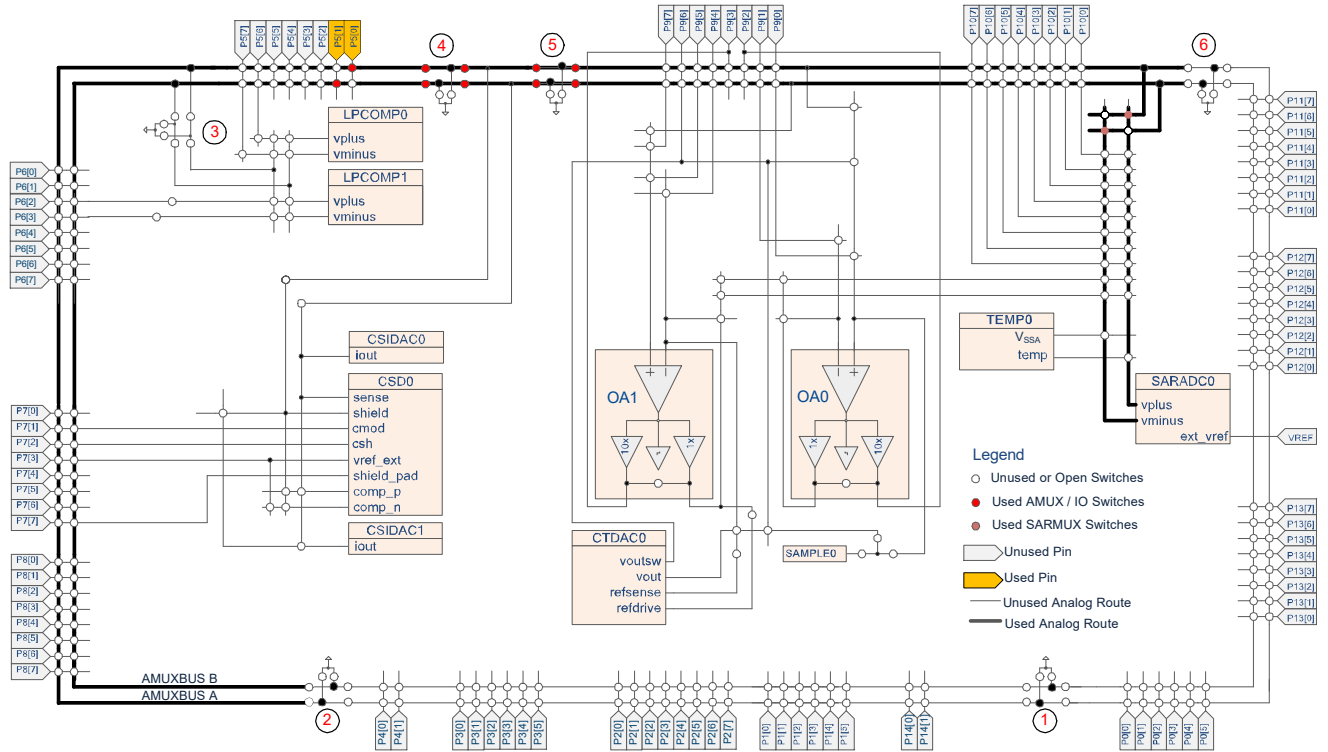 P5[7]
P5[6]
P5[5]
P5[4]
P5[3]
P5[2]
P5[1]
P5[0]
P9[7]
P9[6]
P9[5]
P9[4]
P9[3]
P9[2]
P9[1]
P9[0]
P10[7]
P10[6]
P10[5]
P10[4]
P10[3]
P10[2]
P10[1]
P10[0]
4
5
6
3
LPCOMP0
vplus
vminus
LPCOMP1
vplus
vminus
P6[0]
P6[1]
P6[2]
P6[3]
P6[4]
P6[5]
P6[6]
P6[7]
P11[7]
P11[6]
P11[5]
P11[4]
P11[3]
P11[2]
P11[1]
P11[0]
P12[7]
P12[6]
P12[5]
P12[4]
P12[3]
P12[2]
P12[1]
P12[0]
CSIDAC0
iout
CSD0
sense
shield
cmod
csh
vref_ext
shield_pad
comp_p
comp_n
CSIDAC1
iout
OA1
10x
1x
OA0
1x
10x
TEMP0
VSSA
temp
SARADC0
vplus
vminus
ext_vref
VREF
P7[0]
P7[1]
P7[2]
P7[3]
P7[4]
P7[5]
P7[6]
P7[7]
CTDAC0
voutsw
vout
refsense
refdrive
SAMPLE0
Legend
Unused or Open Switches
Used AMUX / IO Switches
Used SARMUX Switches
Unused Pin
Used Pin
Unused Analog Route
Used Analog Route
P13[7]
P13[6]
P13[5]
P13[4]
P13[3]
P13[2]
P13[1]
P13[0]
P8[0]
P8[1]
P8[2]
P8[3]
P8[4]
P8[5]
P8[6]
P8[7]
AMUXBUS B
AMUXBUS A
2
1
P4[0]
P4[1]
P3[0]
P3[1]
P3[2]
P3[3]
P3[4]
P3[5]
P2[0]
P2[1]
P2[2]
P2[3]
P2[4]
P2[5]
P2[6]
P2[7]
P1[0]
P1[1]
P1[2]
P1[3]
P1[4]
P1[5]
P14[0]
P14[1]
P0[0]
P0[1]
P0[2]
P0[3]
P0[4]
P0[5]